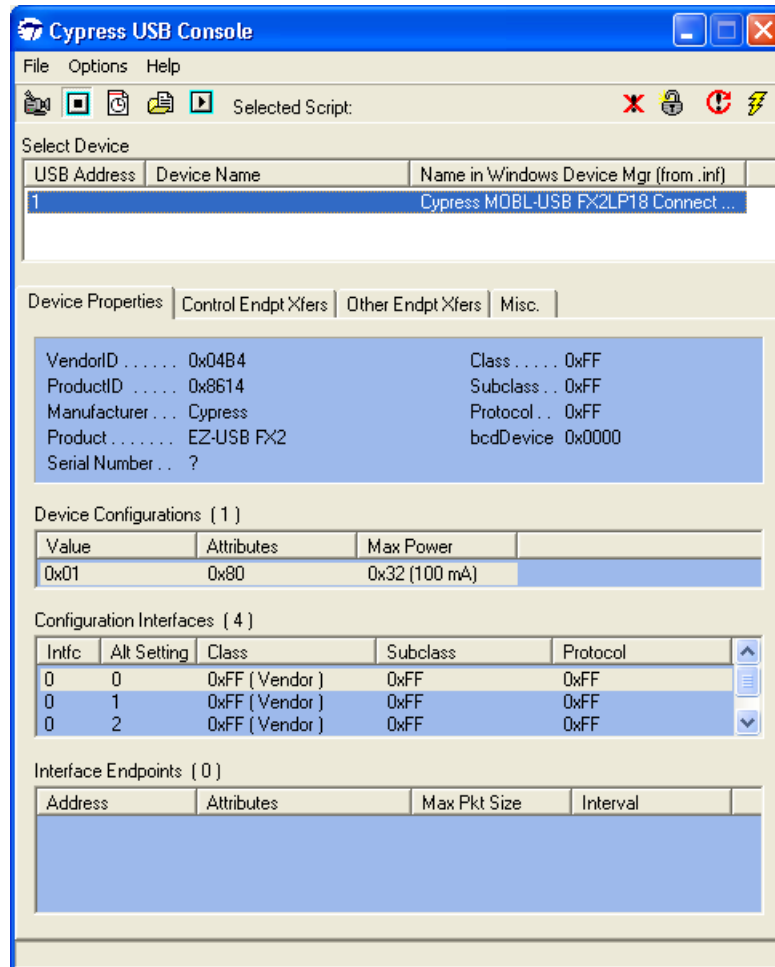 Cypress USB Console
File Options Help
Selected Script:
Select Device
USB Address Device Name Name in Windows Device Mgr (from .inf)
1 Cypress MOBL-USB FX2LP18 Connect ...
Device Properties Control Endpt Xfers Other Endpt Xfers Misc.
VendorID . . . . . . 0x04B4 Class . . . . . 0xFF
ProductID . . . . . 0x8614 Subclass . . 0xFF
Manufacturer . . . Cypress Protocol . . 0xFF
Product . . . . . . . EZ-USB FX2 bcdDevice 0x0000
Serial Number . . ?
Device Configurations ( 1 )
Value Attributes Max Power
0x01 0x80 0x32 (100 mA)
Configuration Interfaces ( 4 )
Intfc Alt Setting Class Subclass Protocol
0 0 0xFF ( Vendor ) 0xFF 0xFF
0 1 0xFF ( Vendor ) 0xFF 0xFF
0 2 0xFF ( Vendor ) 0xFF 0xFF
Interface Endpoints ( 0 )
Address Attributes Max Pkt Size Interval